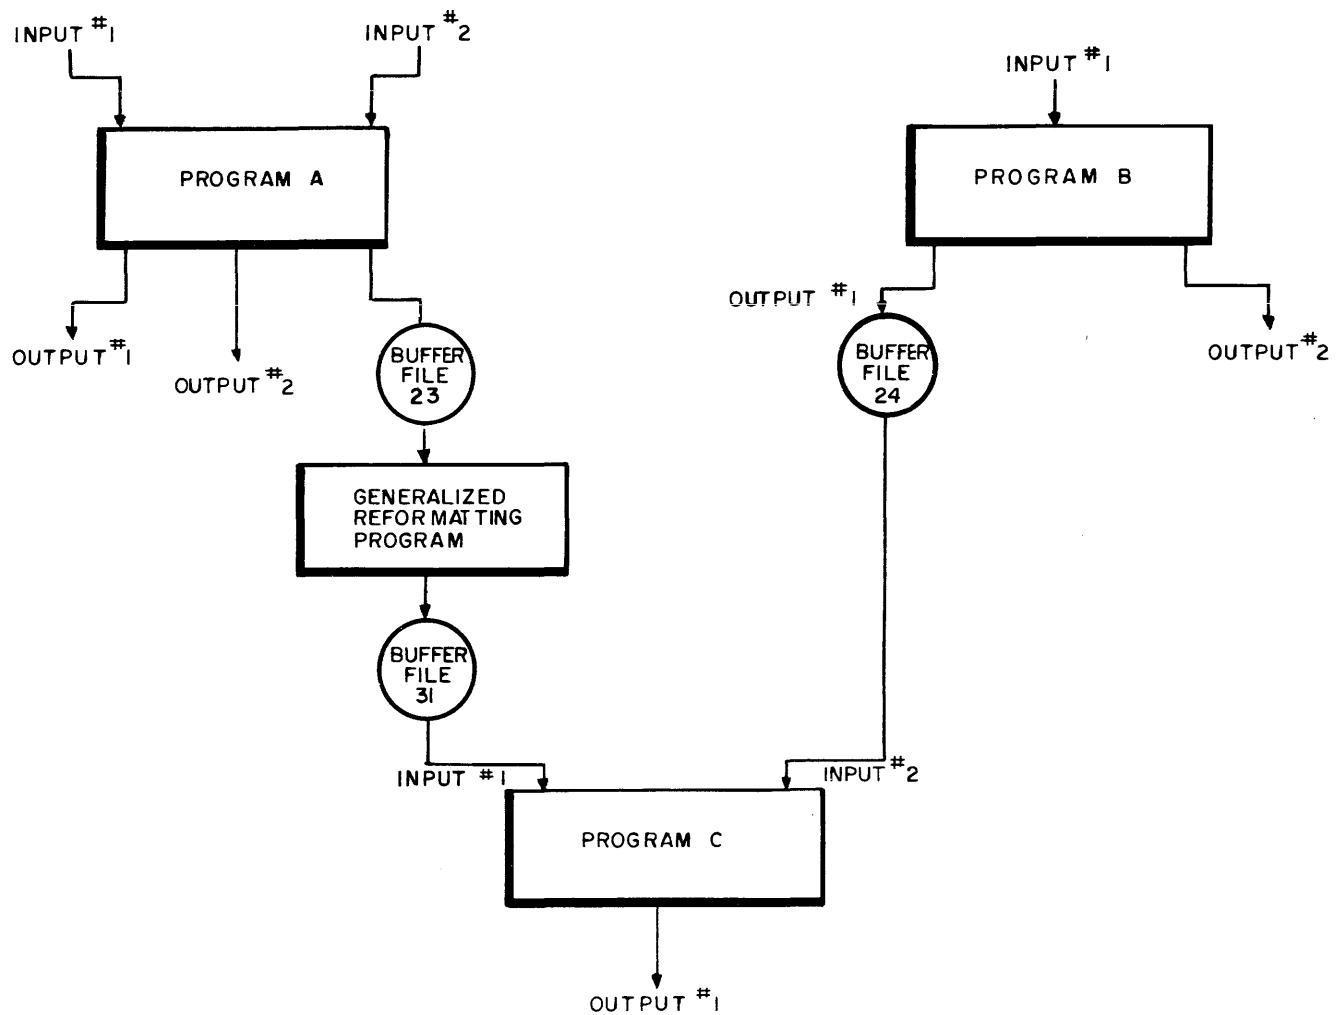 INPUT #1
INPUT #2
INPUT #1
PROGRAM A
PROGRAM B
OUTPUT #1
OUTPUT #2
BUFFER
FILE
23
OUTPUT #1
BUFFER
FILE
24
OUTPUT #2
GENERALIZED
REFORMATTING
PROGRAM
BUFFER
FILE
31
INPUT #1
INPUT #2
PROGRAM C
OUTPUT #1